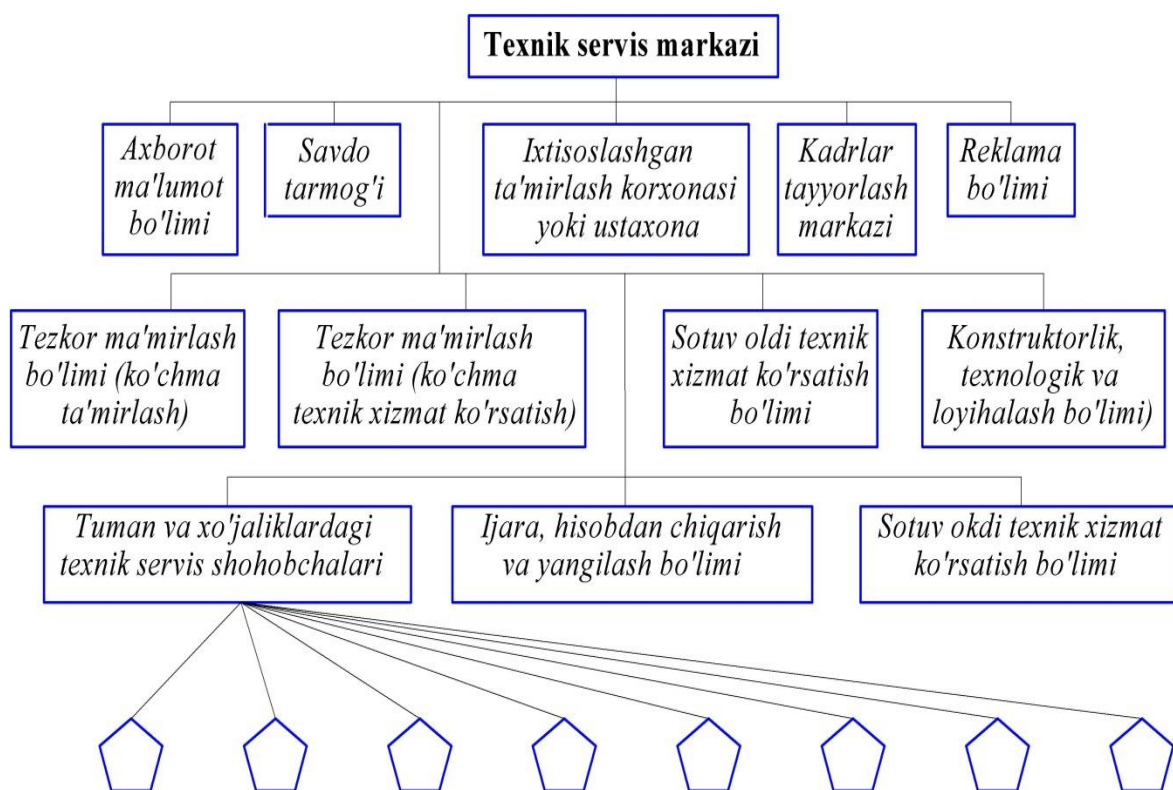 Texnik servis markazi
Axborot
ma'lumot
bo'limi
Savdo
tarmog'i
Ixtisoslashgan
ta'mirlash korxonasi
yoki ustaxona
Kadrlar
tayyorlash
markazi
Reklama
bo'limi
Tezkor ma'mirlash
bo'limi (ko'chma
ta'mirlash)
Tezkor ma'mirlash
bo'limi (ko'chma
texnik xizmat ko'rsatish)
Sotuv oldi texnik
xizmat ko'rsatish
bo'limi
Konstruktorlik,
texnologik va
loyihalash bo'limi)
Tuman va xo'jaliklardagi
texnik servis shohobchalari
Ijara, hisobdan chiqarish
va yangilash bo'limi
Sotuv okdi texnik xizmat
ko'rsatish bo'limi